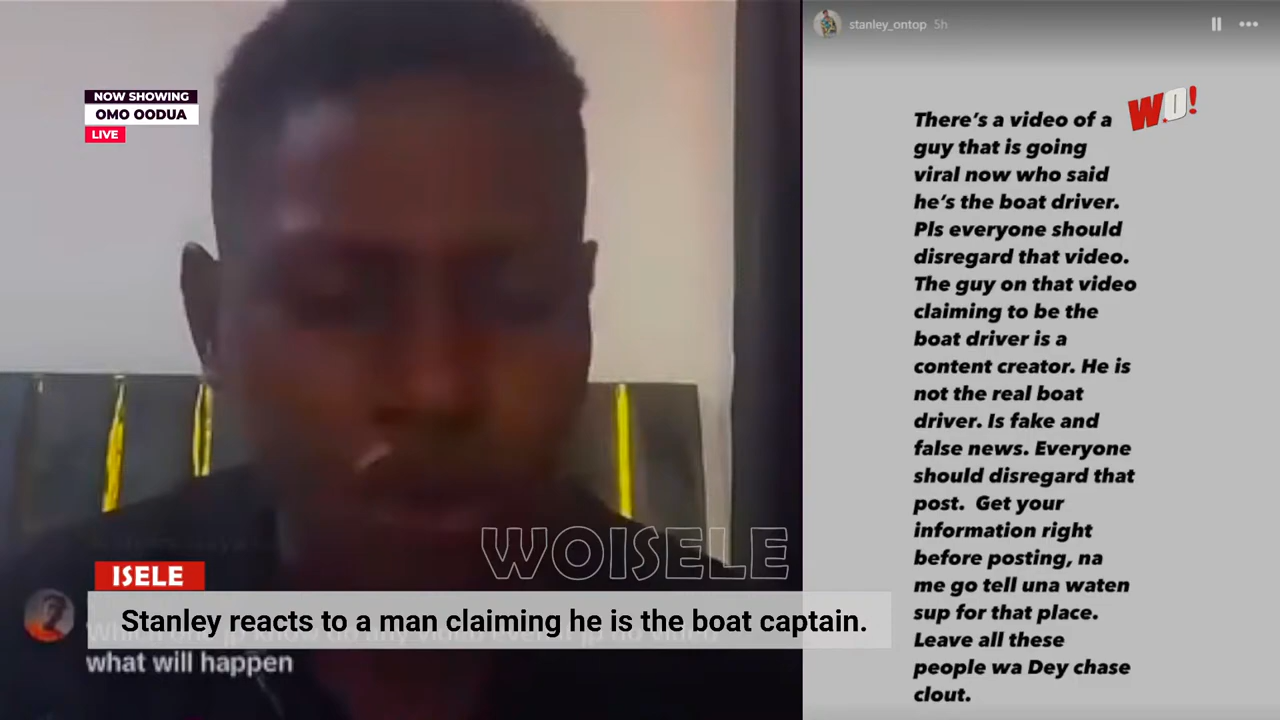 NOW SHOWING
OMO OODUA
LIVE
stanley_ontop 5h
W.O!
There's a video of a
guy that is going
viral now who said
he's the boat driver.
Pls everyone should
disregard that video.
The guy on that video
claiming to be the
boat driver is a
content creator. He is
not the real boat
driver. Is fake and
false news. Everyone
should disregard that
post.  Get your
information right
before posting, na
me go tell una waten
sup for that place.
Leave all these
people wa Dey chase
clout.
WOISELE
ISELE
Stanley reacts to a man claiming he is the boat captain.
what will happen